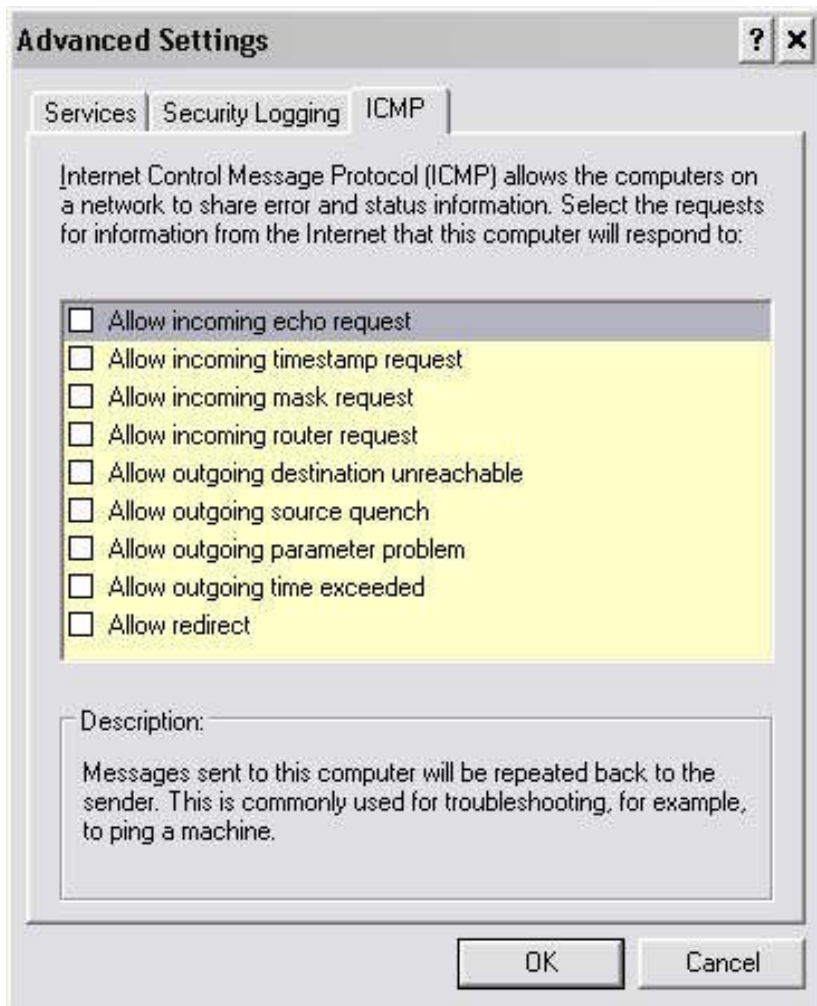 Advanced Settings
? ×
Services
Security Logging
ICMP
Internet Control Message Protocol (ICMP) allows the computers on
a network to share error and status information. Select the requests
for information from the Internet that this computer will respond to:
Allow incoming echo request
Allow incoming timestamp request
Allow incoming mask request
Allow incoming router request
Allow outgoing destination unreachable
Allow outgoing source quench
Allow outgoing parameter problem
Allow outgoing time exceeded
Allow redirect
Description:
Messages sent to this computer will be repeated back to the
sender. This is commonly used for troubleshooting, for example,
to ping a machine.
OK
Cancel